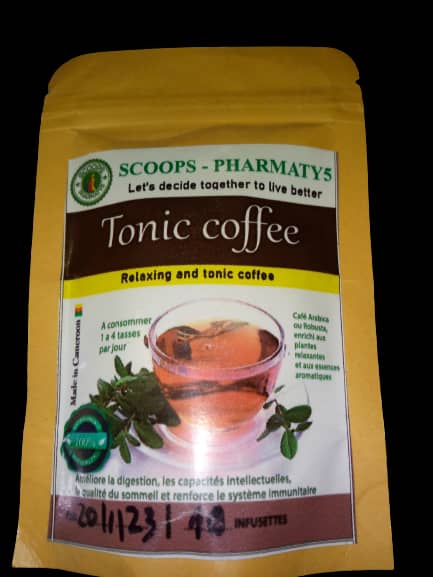 SCOOPS - PHARMATY5
Let's decide together to live better
Tonic coffee
Relaxing and tonic coffee
A consommer
1 a 4 tasses
par jour
Café Arabica
ou Robusta,
enrichi aux
plantes
relaxantes
et aux essences
aromatiques
Made in Cameroon
100%
Améliore la digestion, les capacités intellectuelles,
la qualité du sommeil et renforce le système immunitaire
20/11/23
INFUSETTES